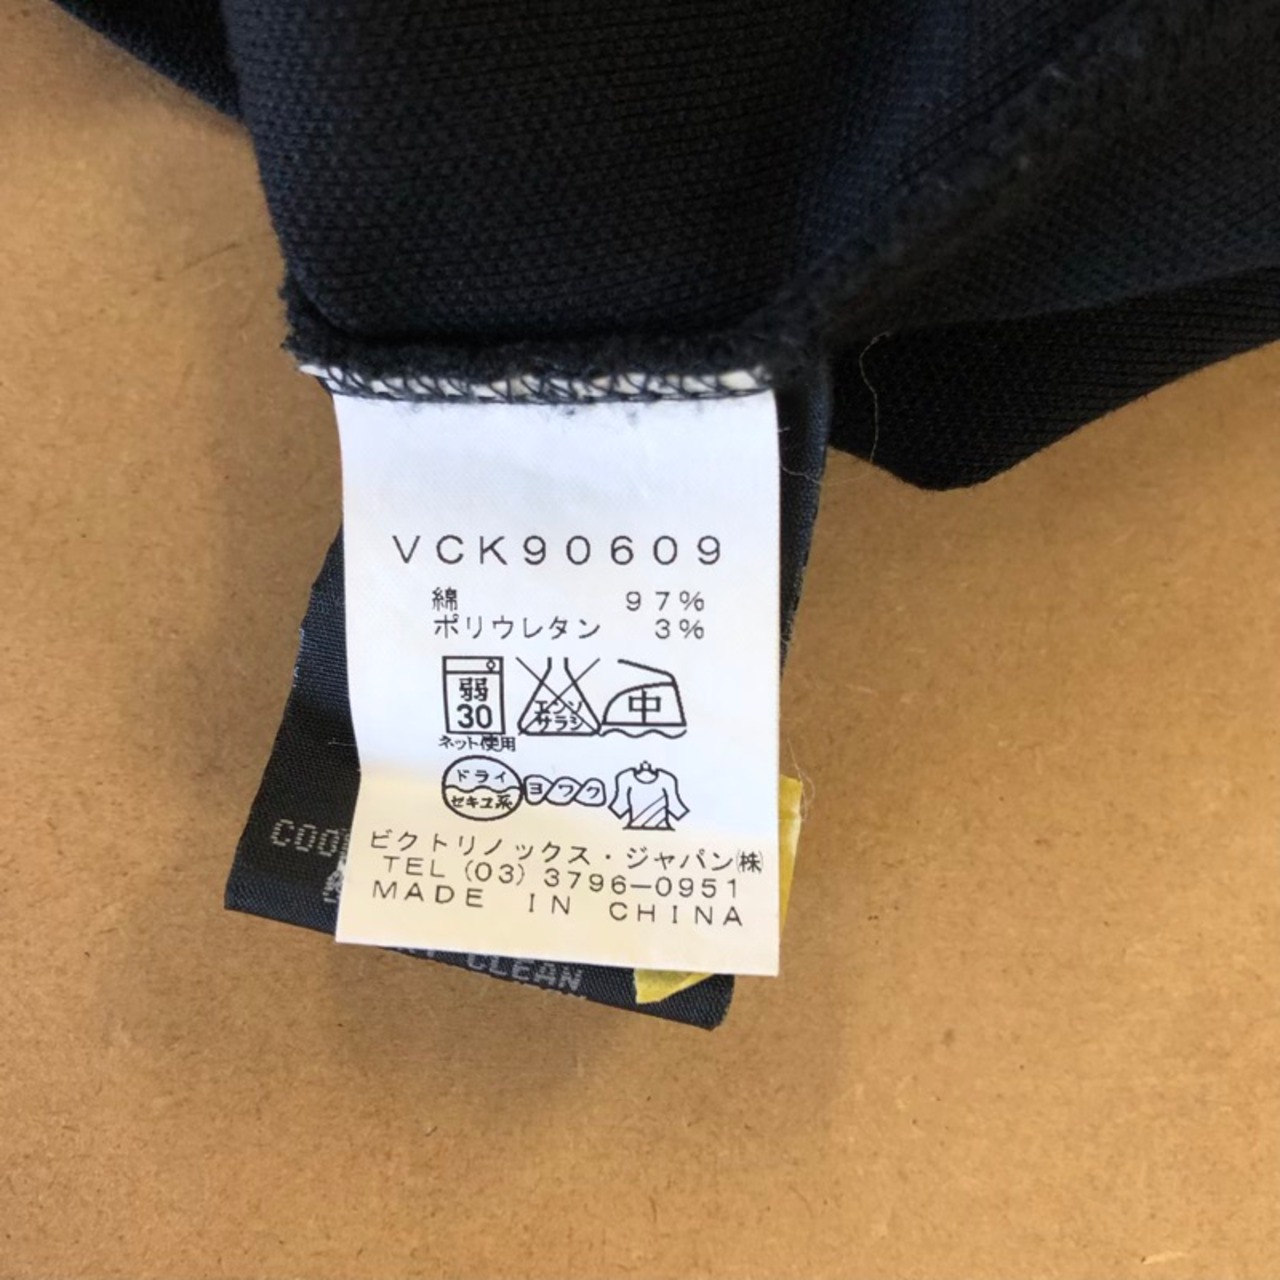 VCK90609
綿 97%
ポリウレタン 3%
弱
30
ネット使用
エンソ
サラシ
中
ドライ
セキユ系
ヨワク
ビクトリノックス・ジャパン㈱
TEL (03) 3796-0951
MADE IN CHINA
CLEAN